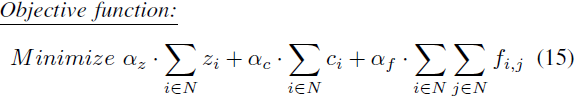 Objective function:
Minimize α_z · ∑_{i∈N} z_i + α_c · ∑_{i∈N} c_i + α_f · ∑_{i∈N} ∑_{j∈N} f_{i,j} (15)